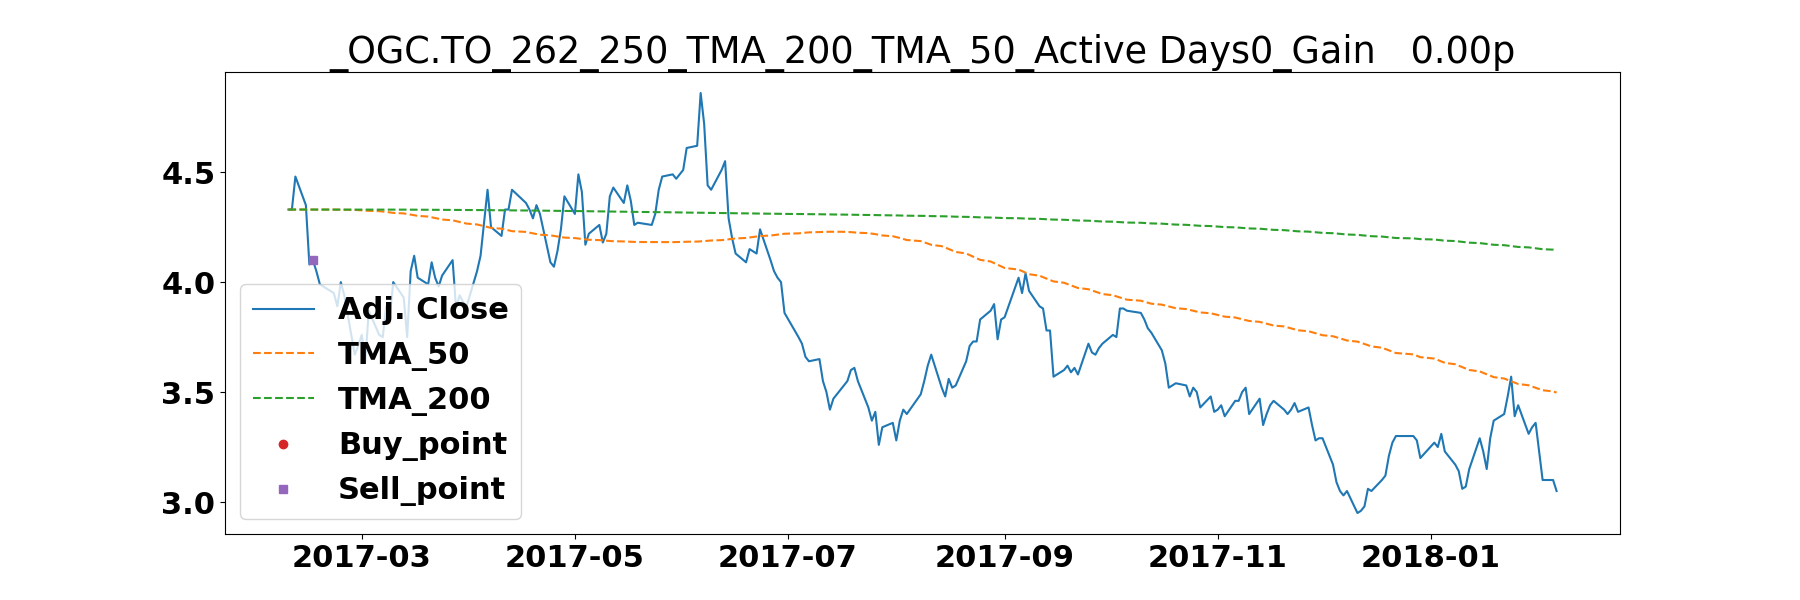 _OGC.TO_262_250_TMA_200_TMA_50_Active Days0_Gain   0.00p
4.5
4.0
3.5
3.0
Adj. Close
TMA_50
TMA_200
Buy_point
Sell_point
2017-03 2017-05 2017-07 2017-09 2017-11 2018-01